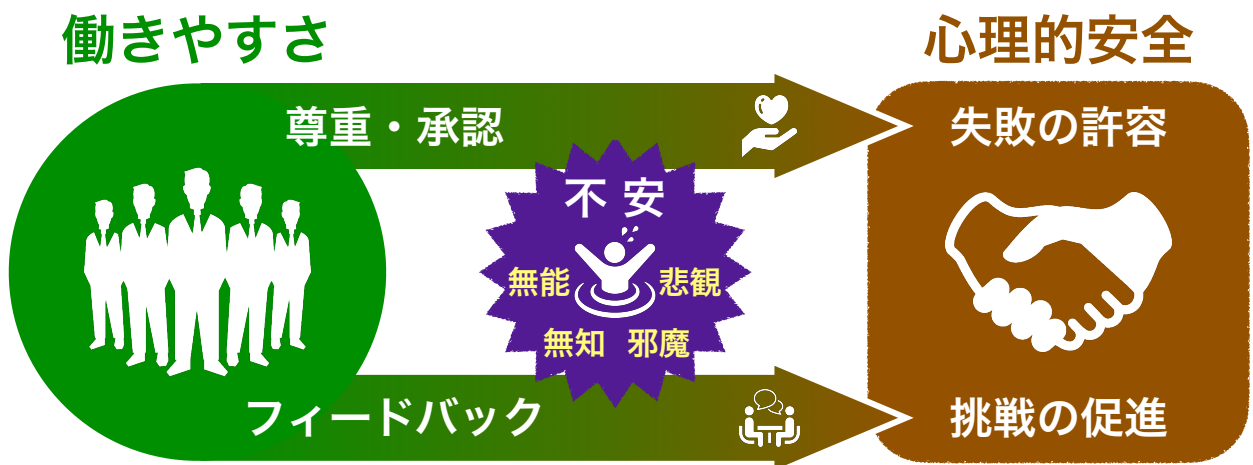 働きやすさ
心理的安全
尊重・承認
失敗の許容
不安
無能
悲観
無知
邪魔
フィードバック
挑戦の促進